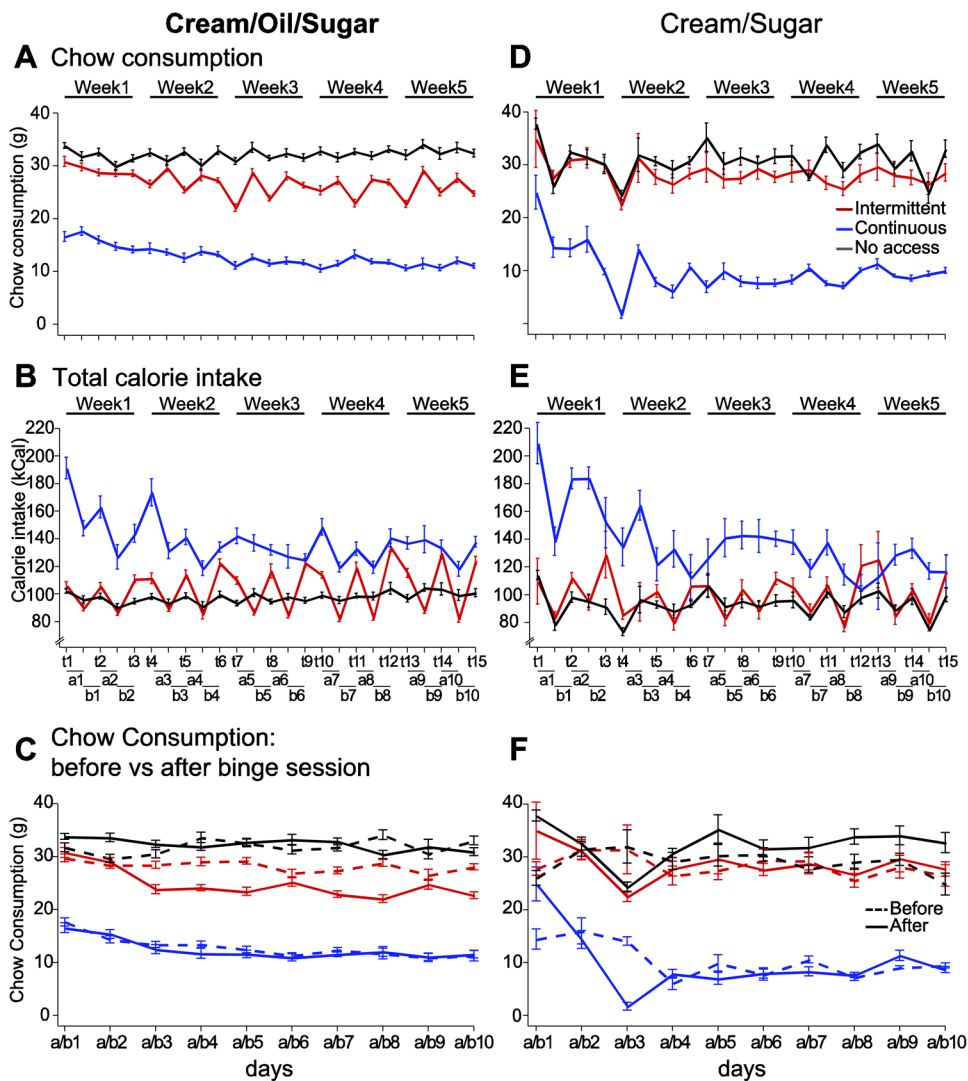 Cream/Oil/Sugar
Cream/Sugar
A Chow consumption
Week1 Week2 Week3 Week4 Week5
Chow consumption (g)
40
30
20
10
0
D
Week1 Week2 Week3 Week4 Week5
40
30
20
10
Intermittent
Continuous
No access
B Total calorie intake
Week1 Week2 Week3 Week4 Week5
Calorie intake (kCal)
220
200
180
160
140
120
100
80
t1 t2 t3 t4 t5 t6 t7 t8 t9 t10 t11 t12 t13 t14 t15
a1 a2 a3 a4 a5 a6 a7 a8 a9 a10
b1 b2 b3 b4 b5 b6 b7 b8 b9 b10
E
Week1 Week2 Week3 Week4 Week5
220
200
180
160
140
120
100
80
t1 t2 t3 t4 t5 t6 t7 t8 t9 t10 t11 t12 t13 t14 t15
a1 a2 a3 a4 a5 a6 a7 a8 a9 a10
b1 b2 b3 b4 b5 b6 b7 b8 b9 b10
C Chow Consumption:
before vs after binge session
Chow Consumption (g)
40
30
20
10
0
a/b1 a/b2 a/b3 a/b4 a/b5 a/b6 a/b7 a/b8 a/b9 a/b10
days
F
40
30
20
10
0
Before
After
a/b1 a/b2 a/b3 a/b4 a/b5 a/b6 a/b7 a/b8 a/b9 a/b10
days